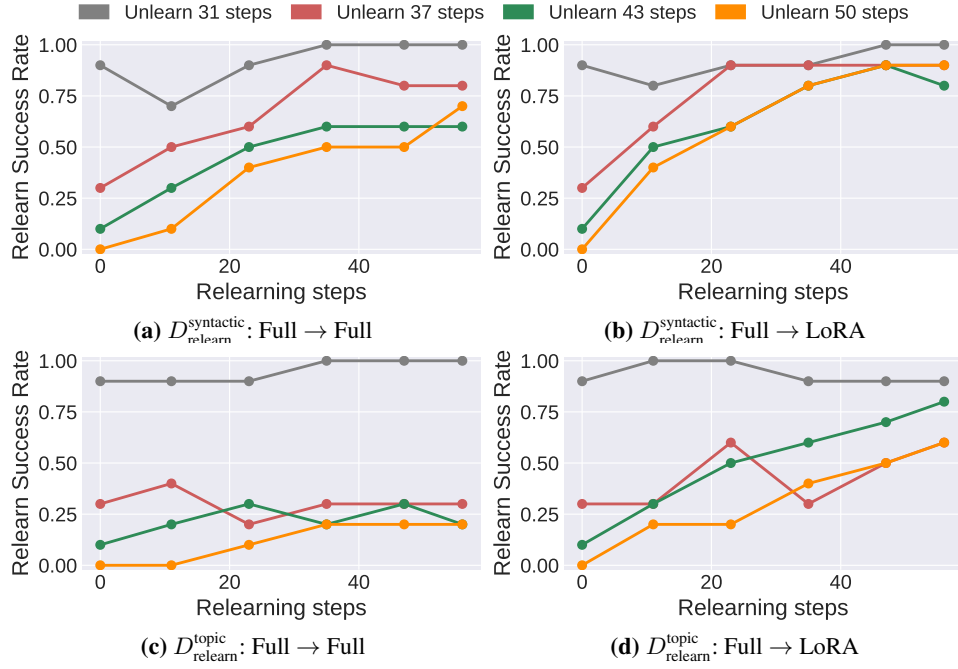 Unlearn 31 steps Unlearn 37 steps Unlearn 43 steps Unlearn 50 steps
Relearn Success Rate
1.00
0.75
0.50
0.25
0.00
0 20 40
Relearning steps
(a) D^syntactic_relearn: Full → Full
Relearn Success Rate
1.00
0.75
0.50
0.25
0.00
0 20 40
Relearning steps
(b) D^syntactic_relearn: Full → LoRA
Relearn Success Rate
1.00
0.75
0.50
0.25
0.00
0 20 40
Relearning steps
(c) D^topic_relearn: Full → Full
Relearn Success Rate
1.00
0.75
0.50
0.25
0.00
0 20 40
Relearning steps
(d) D^topic_relearn: Full → LoRA